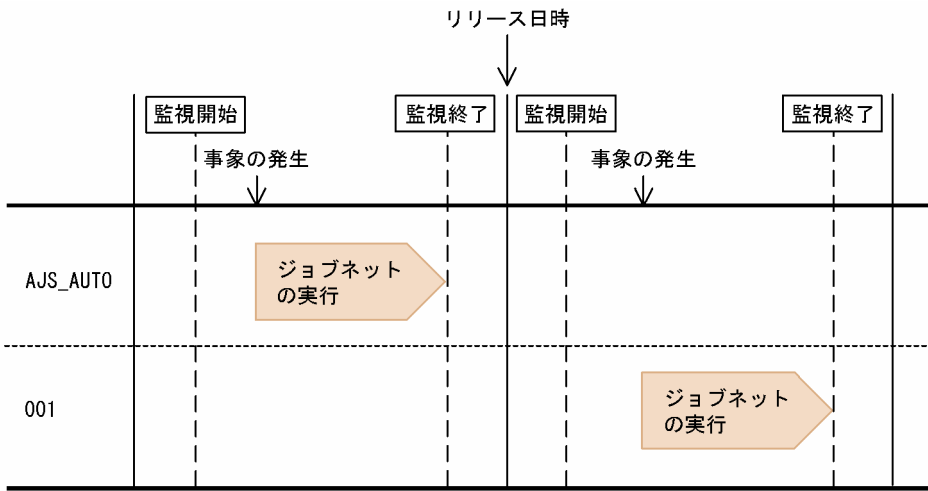 リリース日時
監視開始
監視終了
監視開始
監視終了
事象の発生
事象の発生
AJS_AUTO
ジョブネット
の実行
001
ジョブネット
の実行